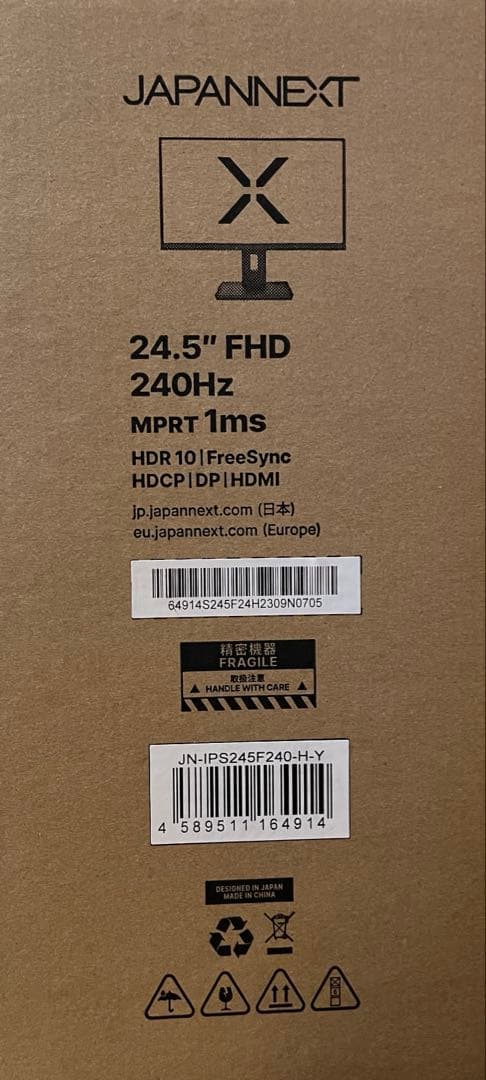 JAPANNEXT
24.5" FHD
240Hz
MPRT 1ms
HDR 10|FreeSync
HDCP|DP|HDMI
jp.japannext.com (日本)
eu.japannext.com (Europe)
64914S245F24H2309N0705
精密機器
FRAGILE
取扱注意
HANDLE WITH CARE
JN-IPS245F240-H-Y
4 589511 164914
DESIGNED IN JAPAN
MADE IN CHINA